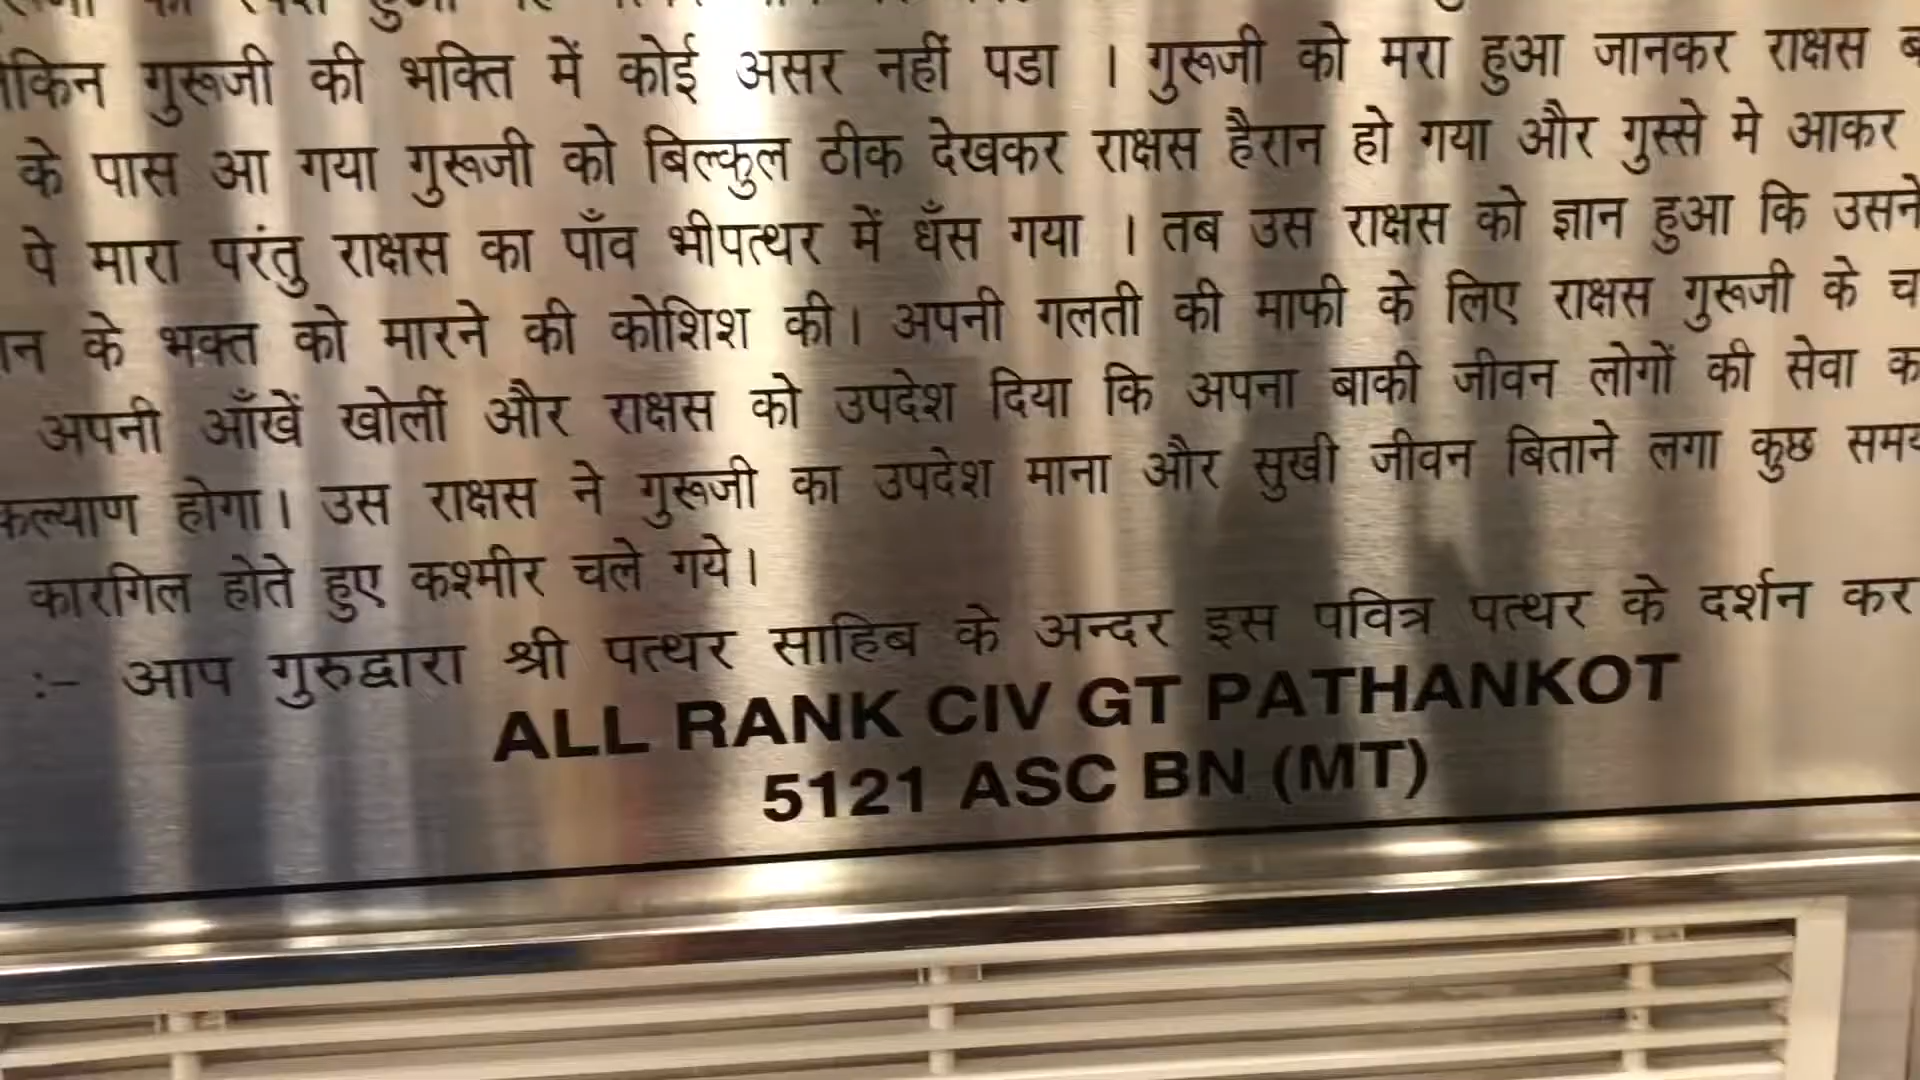 गुरूजी की भक्ति में कोई असर नहीं पडा । गुरूजी को मरा हुआ जानकर राक्षस
के पास आ गया गुरूजी को बिल्कुल ठीक देखकर राक्षस हैरान हो गया और गुस्से मे आकर
पे मारा परंतु राक्षस का पाँव भीपत्थर में धँस गया । तब उस राक्षस को ज्ञान हुआ कि उसने
के भक्त को मारने की कोशिश की। अपनी गलती की माफी के लिए राक्षस गुरूजी के
अपनी आँखें खोलीं और राक्षस को उपदेश दिया कि अपना बाकी जीवन लोगों की सेवा
कल्याण होगा। उस राक्षस ने गुरूजी का उपदेश माना और सुखी जीवन बिताने लगा कुछ समय
कारगिल होते हुए कश्मीर चले गये।
:- आप गुरुद्वारा श्री पत्थर साहिब के अन्दर इस पवित्र पत्थर के दर्शन कर
ALL RANK CIV GT PATHANKOT
5121 ASC BN (MT)